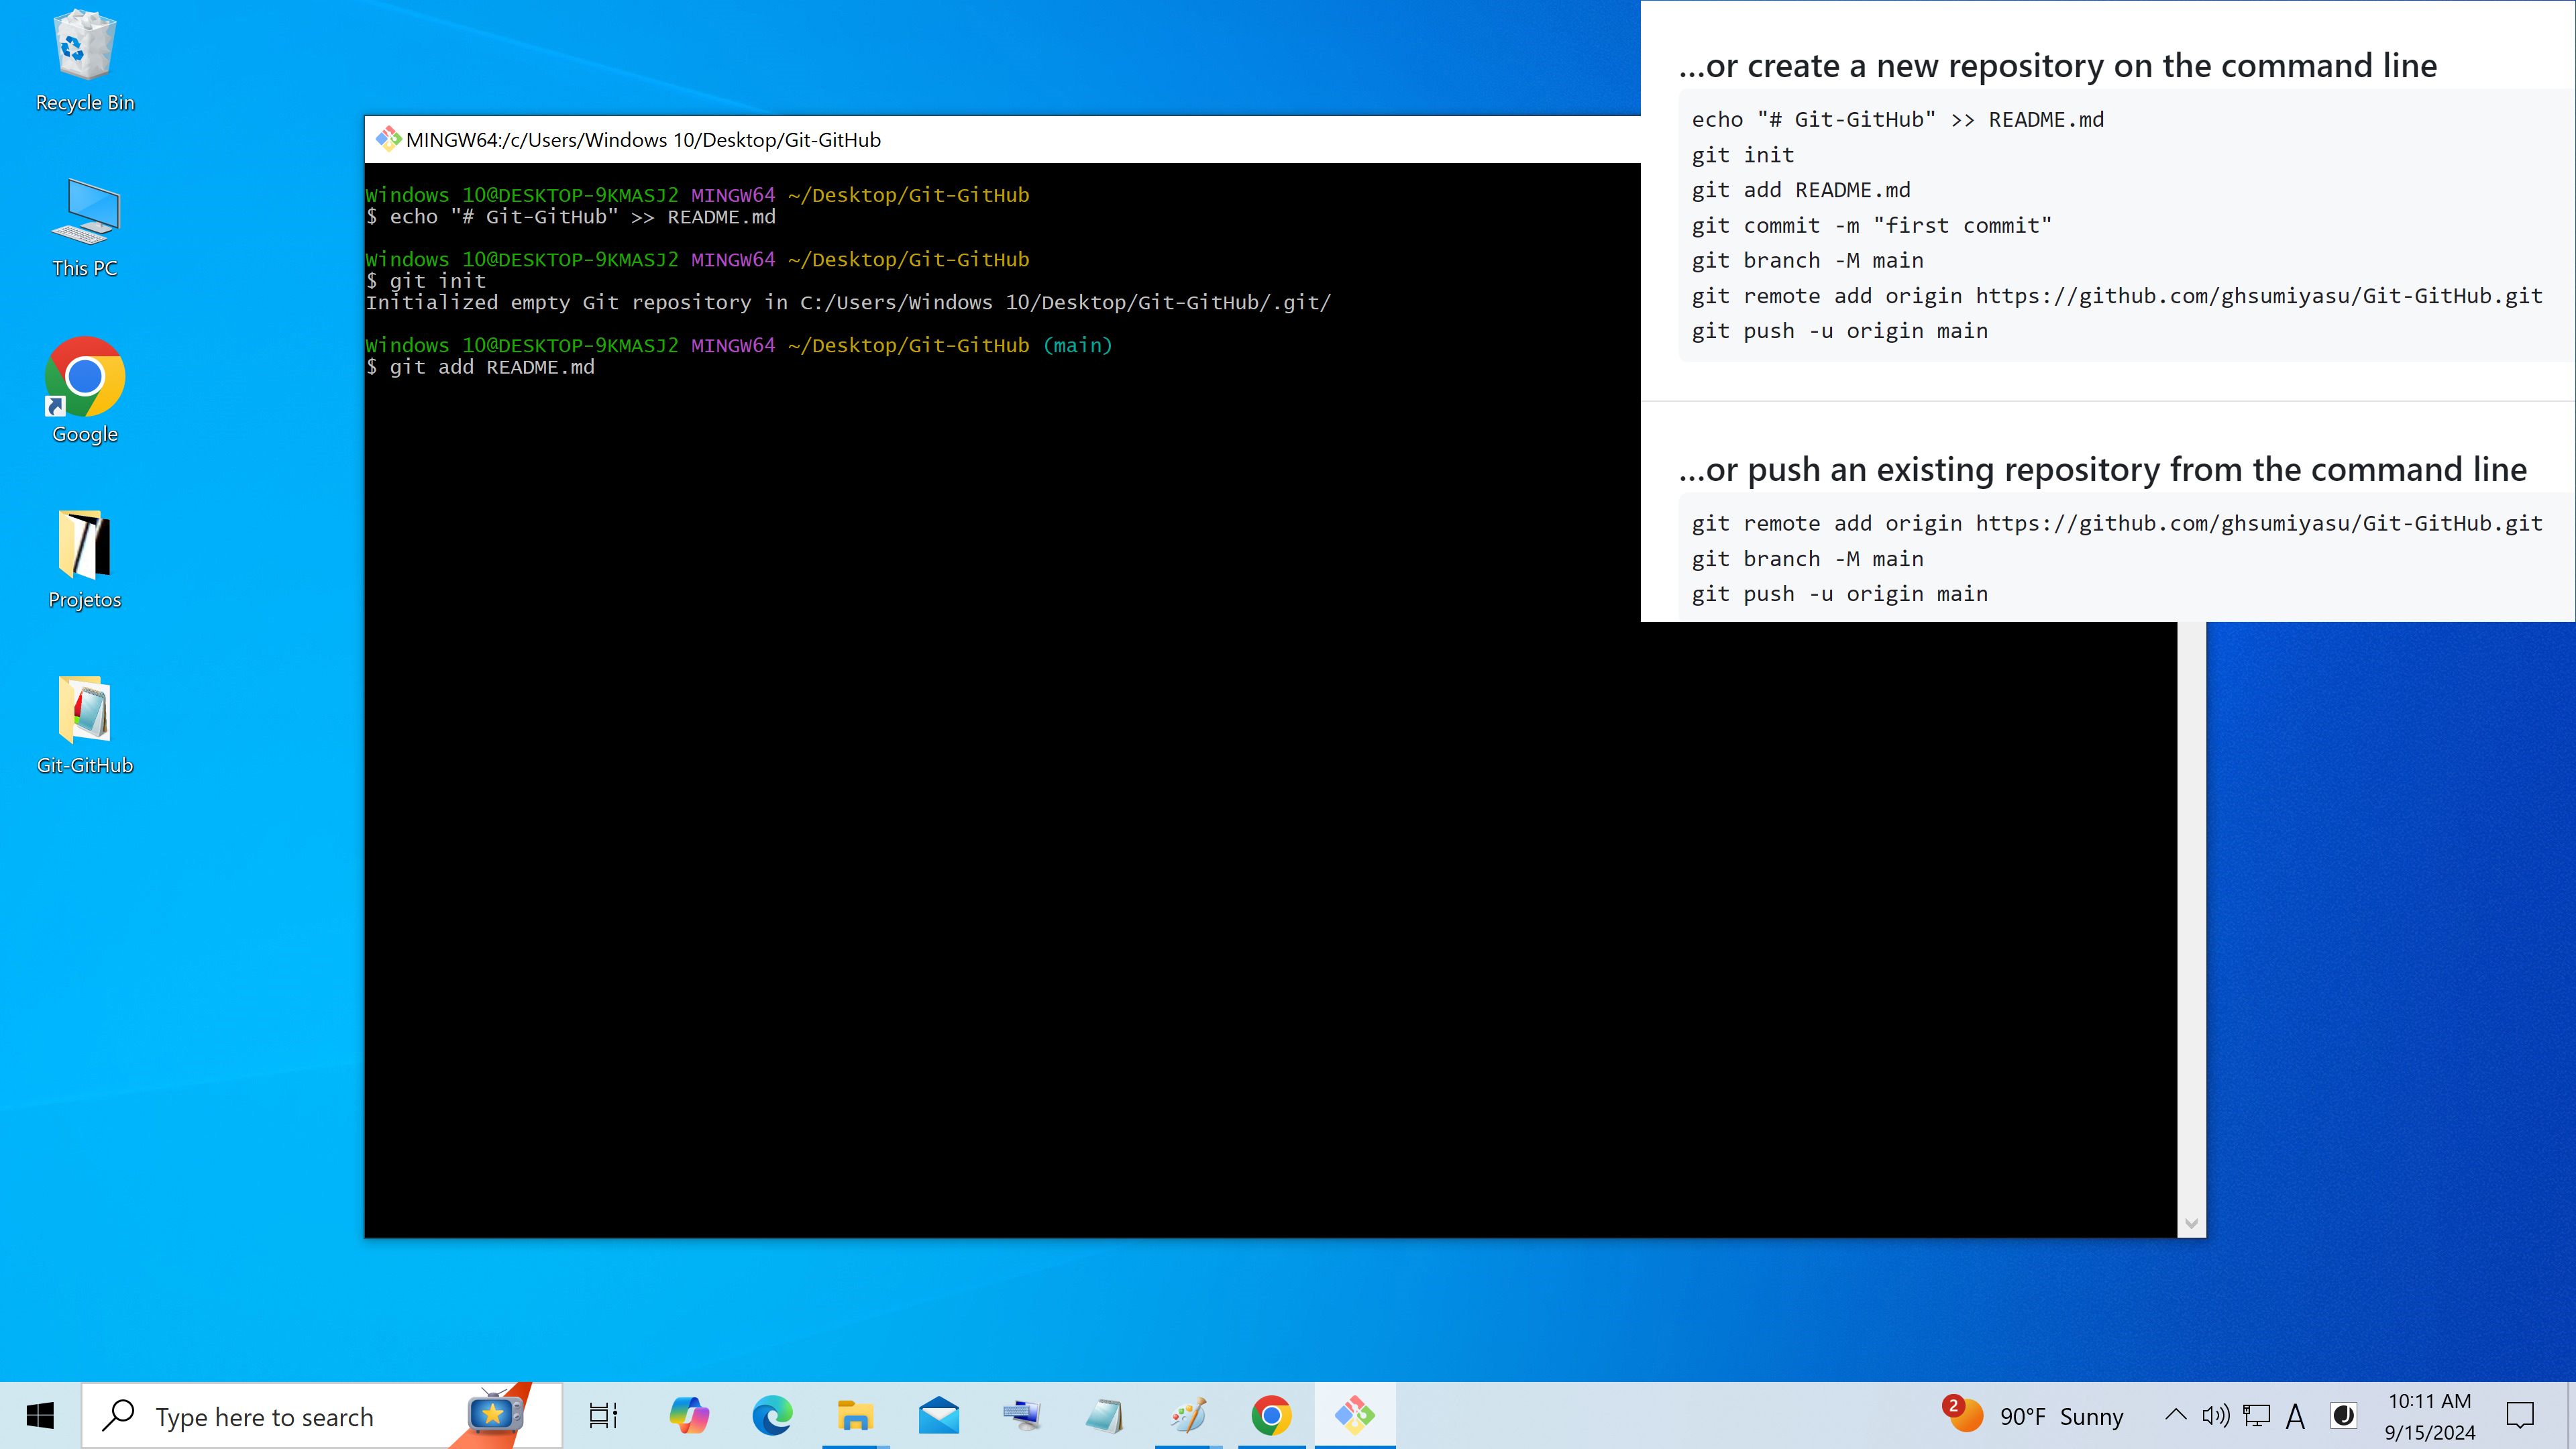 Recycle Bin
This PC
Google
Projetos
Git-GitHub
MINGW64:/c/Users/Windows 10/Desktop/Git-GitHub
Windows 10@DESKTOP-9KMASJ2 MINGW64 ~/Desktop/Git-GitHub
$ echo "# Git-GitHub" >> README.md
Windows 10@DESKTOP-9KMASJ2 MINGW64 ~/Desktop/Git-GitHub
$ git init
Initialized empty Git repository in C:/Users/Windows 10/Desktop/Git-GitHub/.git/
Windows 10@DESKTOP-9KMASJ2 MINGW64 ~/Desktop/Git-GitHub (main)
$ git add README.md
...or create a new repository on the command line
echo "# Git-GitHub" >> README.md
git init
git add README.md
git commit -m "first commit"
git branch -M main
git remote add origin https://github.com/ghsumiyasu/Git-GitHub.git
git push -u origin main
...or push an existing repository from the command line
git remote add origin https://github.com/ghsumiyasu/Git-GitHub.git
git branch -M main
git push -u origin main
Type here to search
2
90°F Sunny
A
J
10:11 AM
9/15/2024